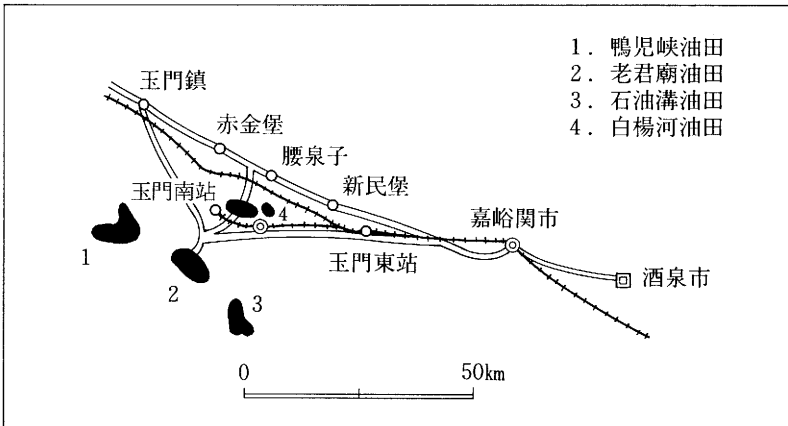 1. 鴨児峡油田
2. 老君廟油田
3. 石油溝油田
4. 白楊河油田
玉門鎮
赤金堡
腰泉子
新民堡
玉門南站
4
嘉峪関市
1
玉門東站
酒泉市
2
3
0
50km